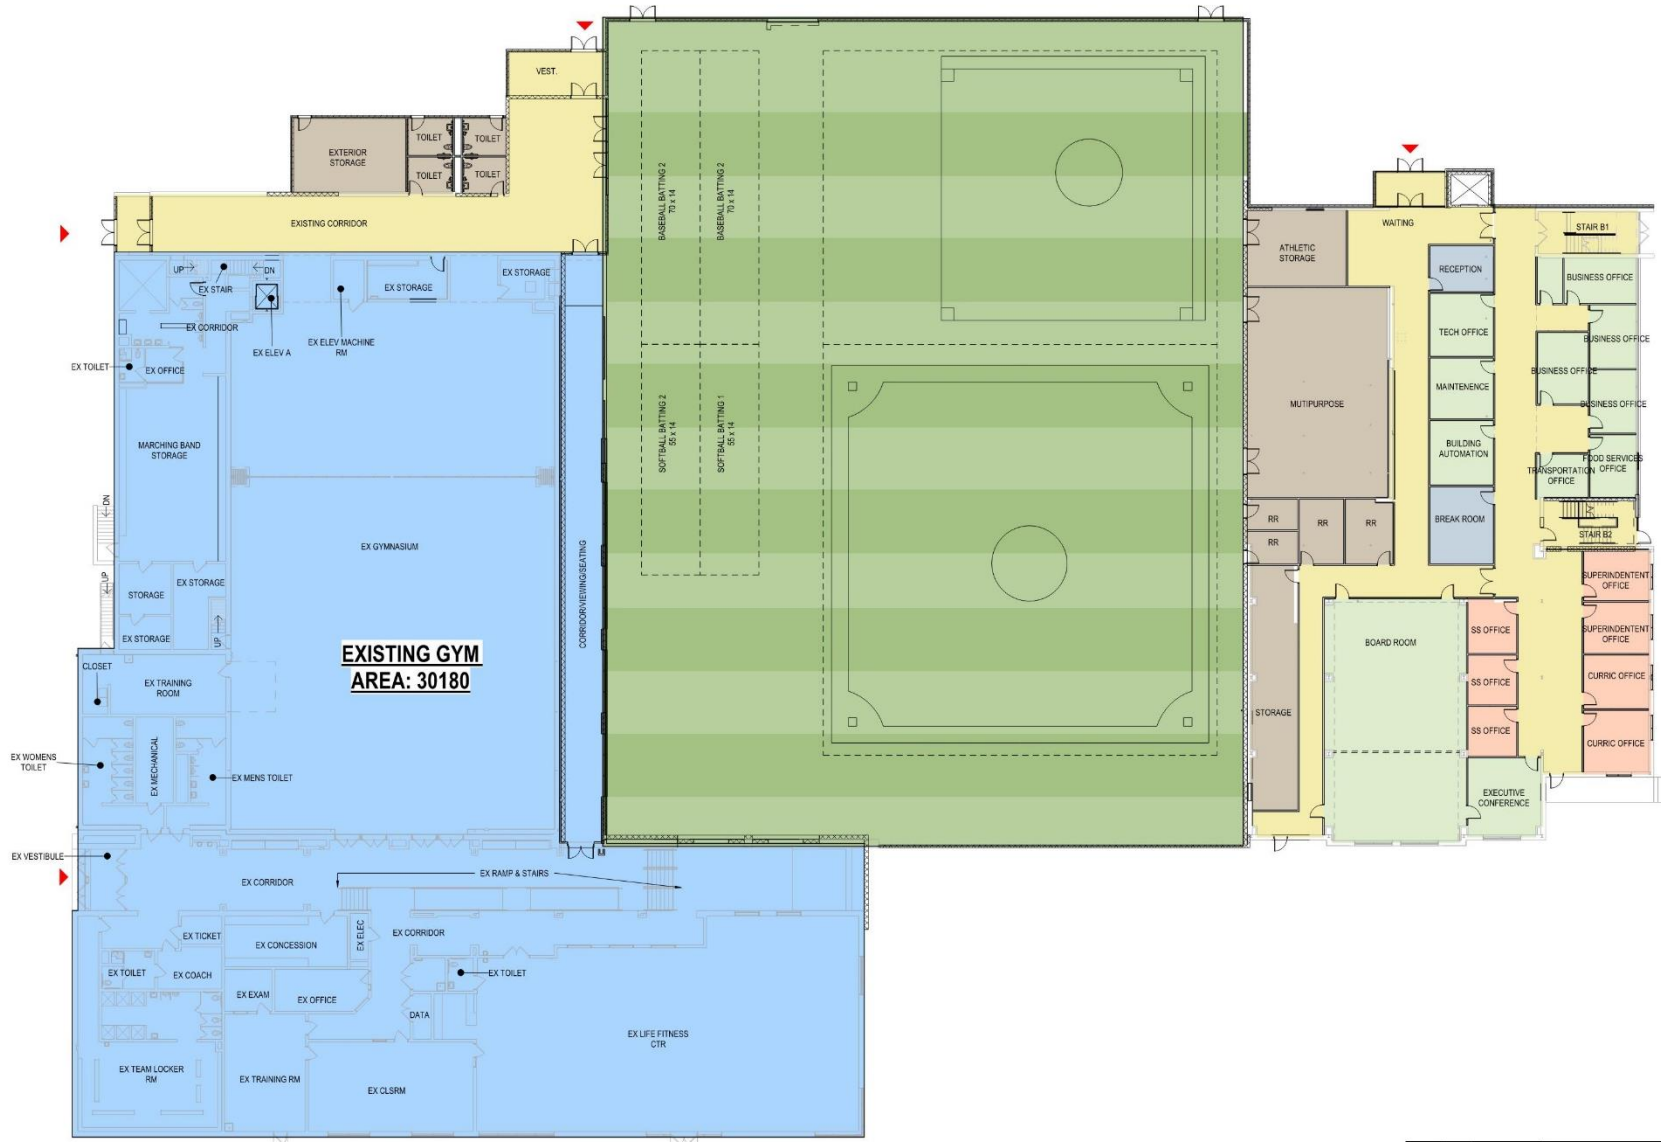 VEST.
EXTERIOR
STORAGE
TOILET
TOILET
TOILET
TOILET
EXISTING CORRIDOR
UP
DN
EX STAIR
EX STORAGE
EX STORAGE
EX CORRIDOR
EX ELEV A
EX ELEV MACHINE
RM
EX TOILET
EX OFFICE
MARCHING BAND
STORAGE
DN
UP
EX GYMNASIUM
STORAGE
EX STORAGE
EX STORAGE
UP
EXISTING GYM
AREA: 30180
CLOSET
EX TRAINING
ROOM
EX WOMENS
TOILET
EX MECHANICAL
EX MENS TOILET
CORRIDOR/VIEWING/SEATING
EX VESTIBULE
EX CORRIDOR
EX RAMP & STAIRS
EX TICKET
EX CONCESSION
EX ELEC
EX CORRIDOR
EX TOILET
EX COACH
EX TOILET
EX EXAM
EX OFFICE
DATA
EX LIFE FITNESS
CTR
EX TEAM LOCKER
RM
EX TRAINING RM
EX CLSRM
BASEBALL BATTING 2
70 x 14
BASEBALL BATTING 2
70 x 14
SOFTBALL BATTING 2
55 x 14
SOFTBALL BATTING 1
55 x 14
ATHLETIC
STORAGE
WAITING
STAIR B1
RECEPTION
BUSINESS OFFICE
TECH OFFICE
BUSINESS OFFICE
BUSINESS OFFICE
MAINTENENCE
BUSINESS OFFICE
MUTIPURPOSE
BUILDING
AUTOMATION
FOOD SERVICES
OFFICE
TRANSPORTATION
OFFICE
BREAK ROOM
STAIR B2
RR
RR
RR
RR
SUPERINDENTENT
OFFICE
SUPERINDENTENT
OFFICE
BOARD ROOM
SS OFFICE
SS OFFICE
SS OFFICE
CURRIC OFFICE
CURRIC OFFICE
STORAGE
EXECUTIVE
CONFERENCE